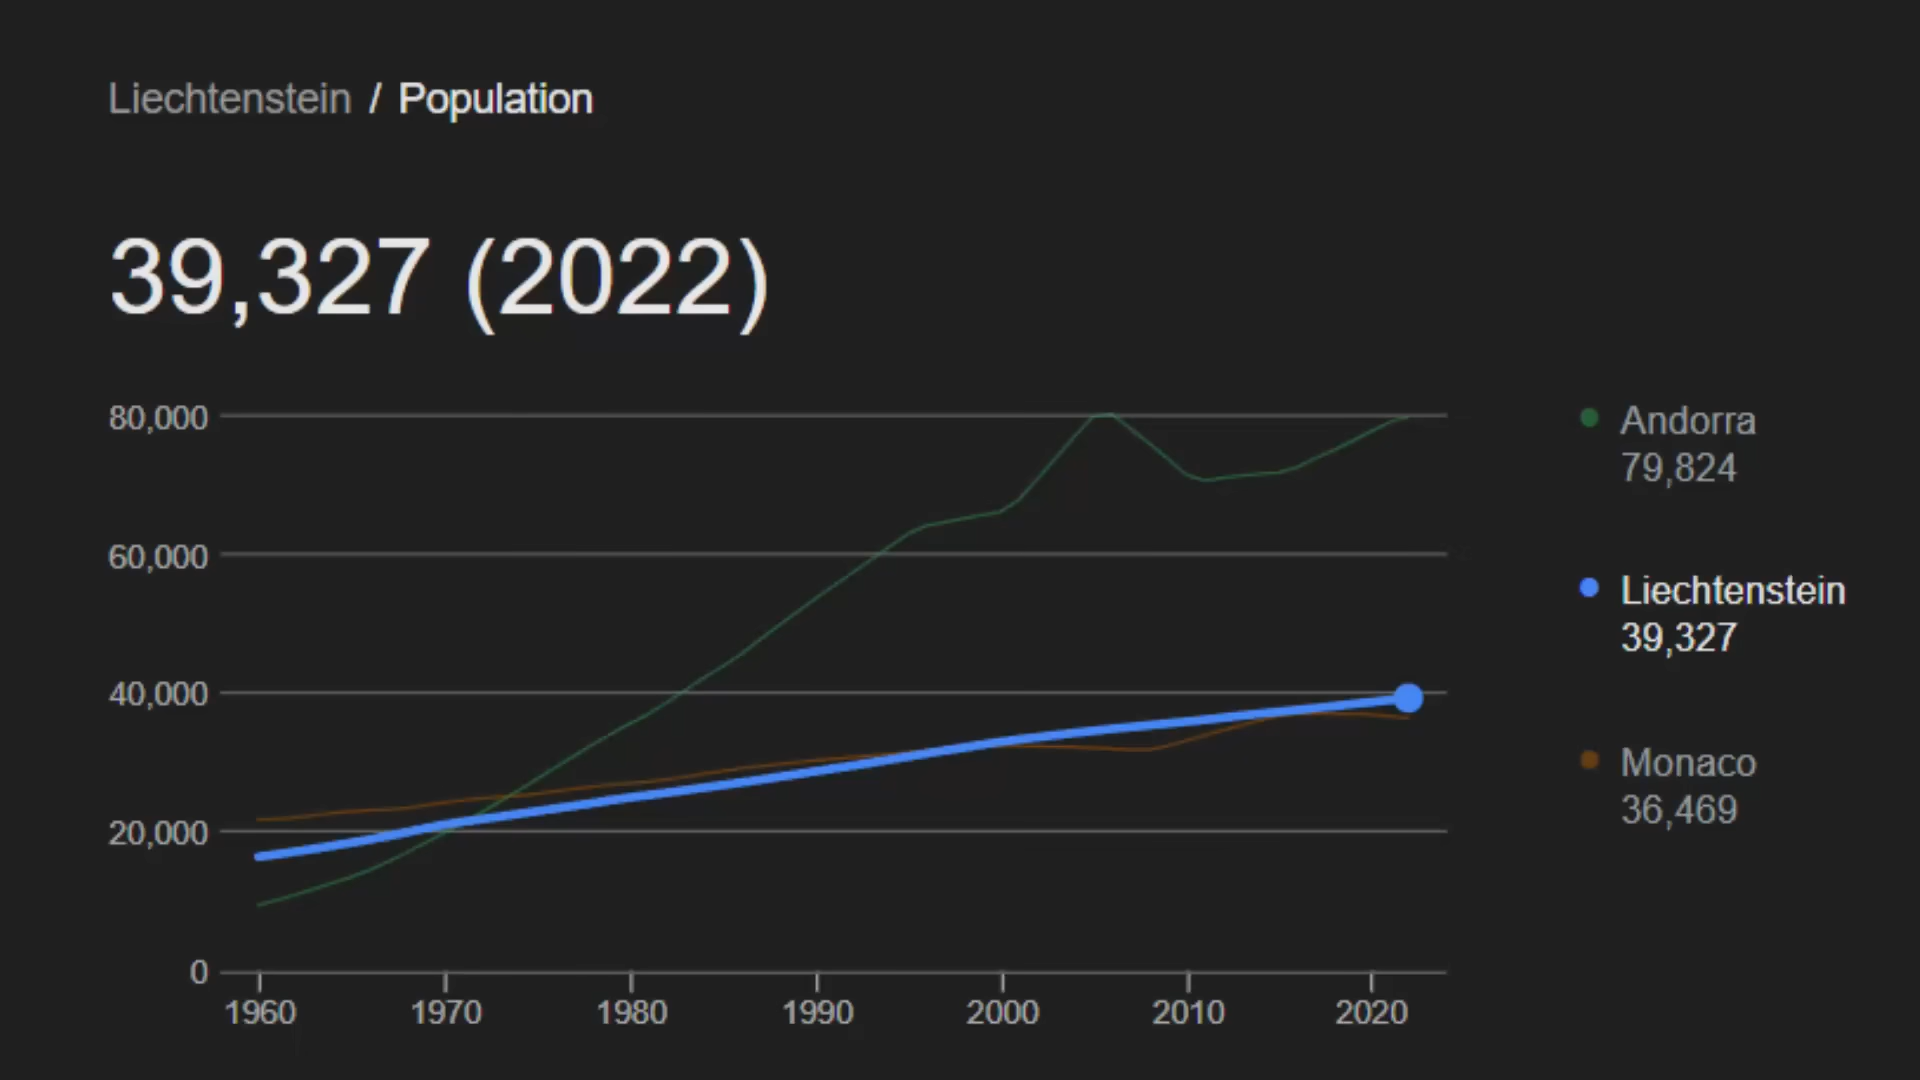 Liechtenstein / Population
39,327 (2022)
80,000
60,000
40,000
20,000
0
1960 1970 1980 1990 2000 2010 2020
Andorra
79,824
Liechtenstein
39,327
Monaco
36,469